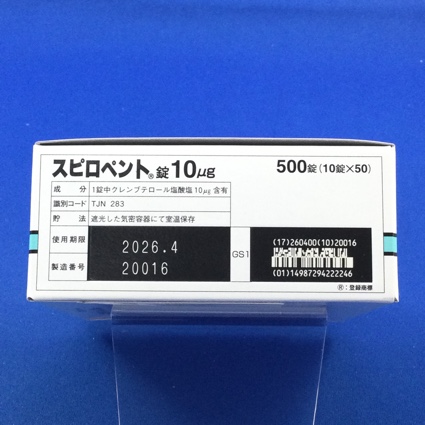 スピロペント®錠10μg 500錠(10錠×50)
成分 1錠中クレンブテロール塩酸塩10μg含有
識別コード TJN 283
貯法 遮光した気密容器にて室温保存
使用期限 2026.4
製造番号 20016
GS1
(17)260400(10)20016
(01)14987294222246
®:登録商標